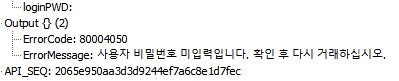 loginPWD:
Output {} (2)
ErrorCode: 80004050
ErrorMessage: 사용자 비밀번호 미입력입니다. 확인 후 다시 거래하십시오.
API_SEQ: 2065e950aa3d3d9244ef7a6c8e1d7fec